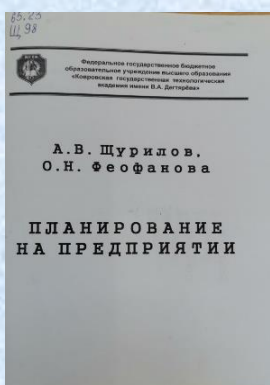 65.23
Щ 98
Федеральное государственное бюджетное
образовательное учреждение высшего образования
«Ковровская государственная технологическая
академия имени В.А. Дегтярёва»
А.В. Щурилов,
О.Н. Феофанова
ПЛАНИРОВАНИЕ
НА ПРЕДПРИЯТИИ